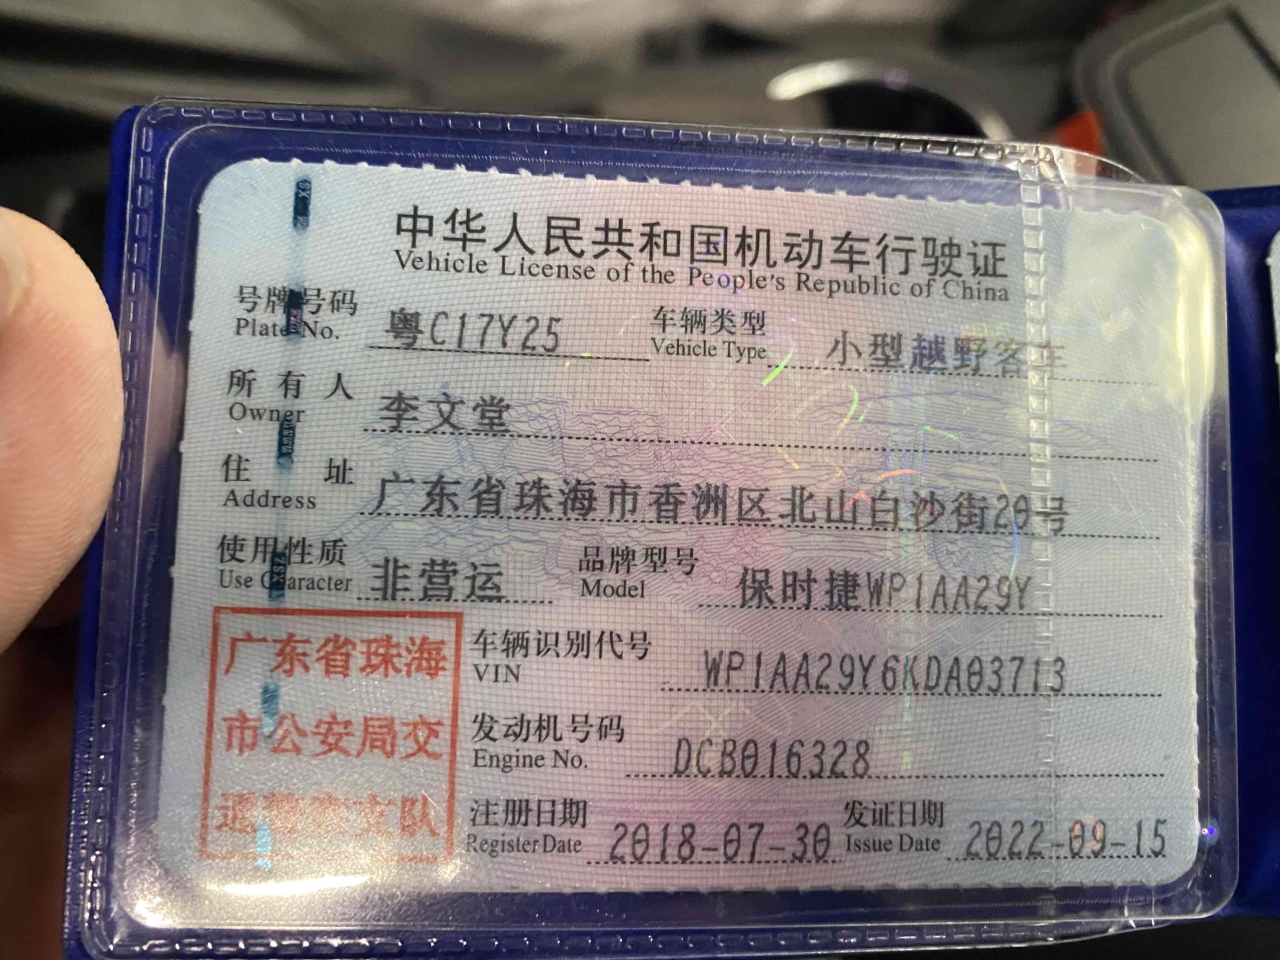 中华人民共和国机动车行驶证
Vehicle License of the People's Republic of China
号牌号码 粤C17Y25 车辆类型 小型越野客车
Plate No. Vehicle Type
所有人 李文堂
Owner
住址 广东省珠海市香洲区北山白沙街20号
Address
使用性质 非营运 品牌型号 保时捷WP1AA29Y
Use Character Model
广东省珠海
市公安局交
通警察支队
车辆识别代号 WP1AA29Y6KDA03713
VIN
发动机号码 DCB016328
Engine No.
注册日期 2018-07-30 发证日期 2022-09-15
Register Date Issue Date